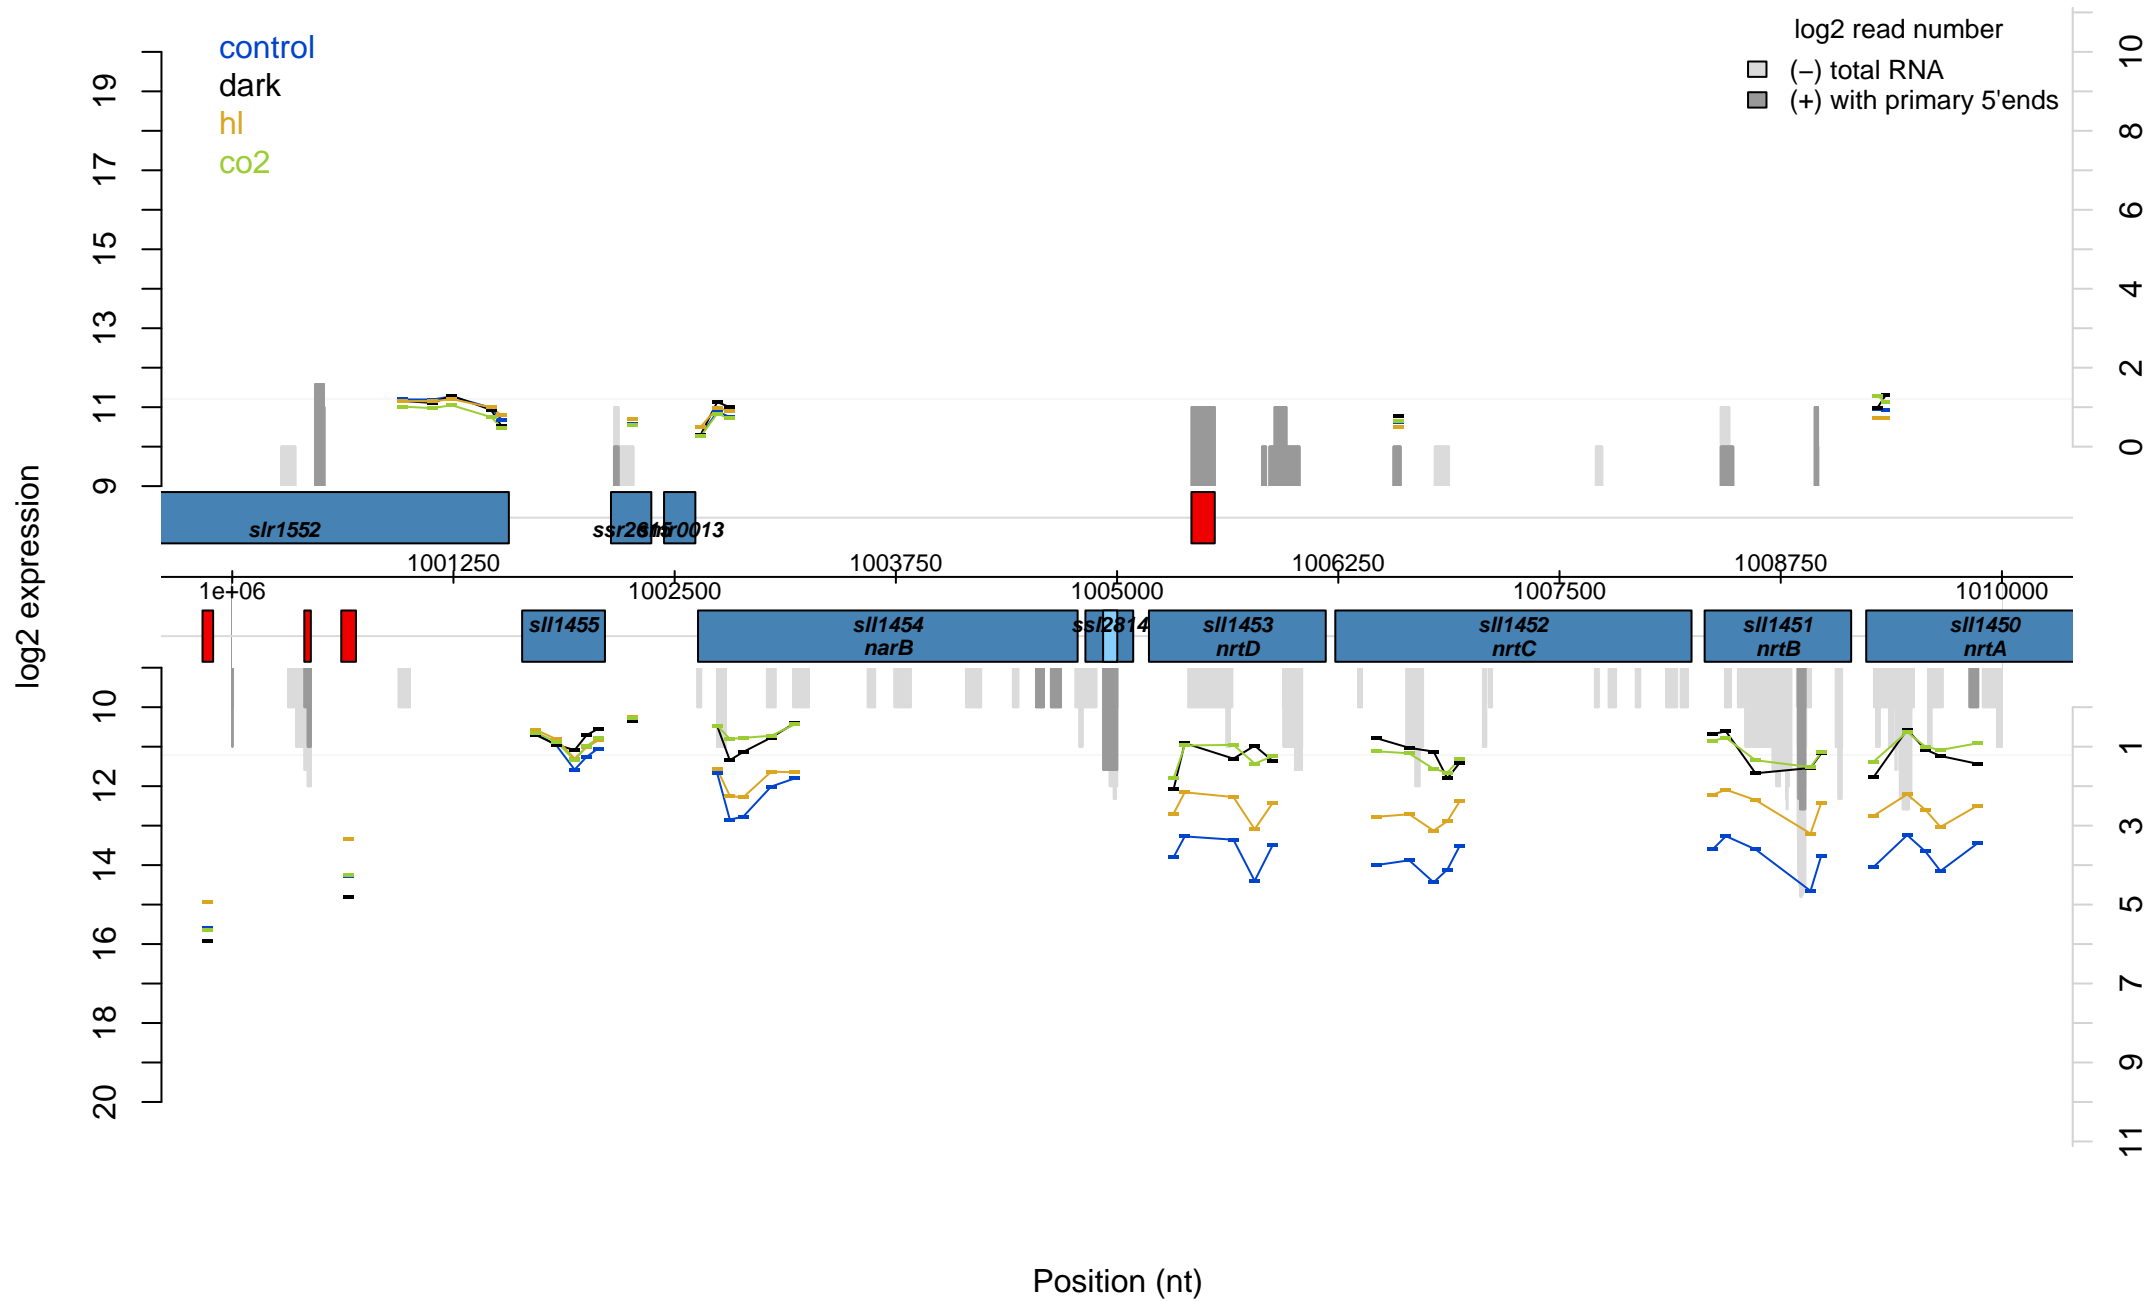 control
dark
hl
co2
log2 read number
(−) total RNA
(+) with primary 5'ends
19
17
15
13
11
9
10
8
6
4
2
0
log2 expression
slr1552
ssr2615
smr0013
1001250
1003750
1006250
1008750
1e+06
1002500
1005000
1007500
1010000
sll1455
sll1454
narB
ssl2814
sll1453
nrtD
sll1452
nrtC
sll1451
nrtB
sll1450
nrtA
10
12
14
16
18
20
1
3
5
7
9
11
Position (nt)